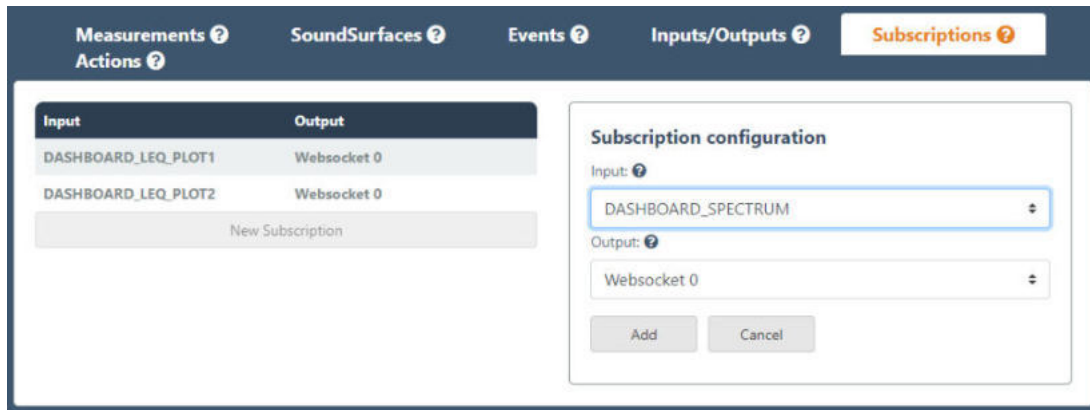 Measurements ? SoundSurfaces ? Events ? Inputs/Outputs ? Subscriptions ?
Actions ?
Input Output
DASHBOARD_LEQ_PLOT1 Websocket 0
DASHBOARD_LEQ_PLOT2 Websocket 0
New Subscription
Subscription configuration
Input: ?
DASHBOARD_SPECTRUM
Output: ?
Websocket 0
Add Cancel